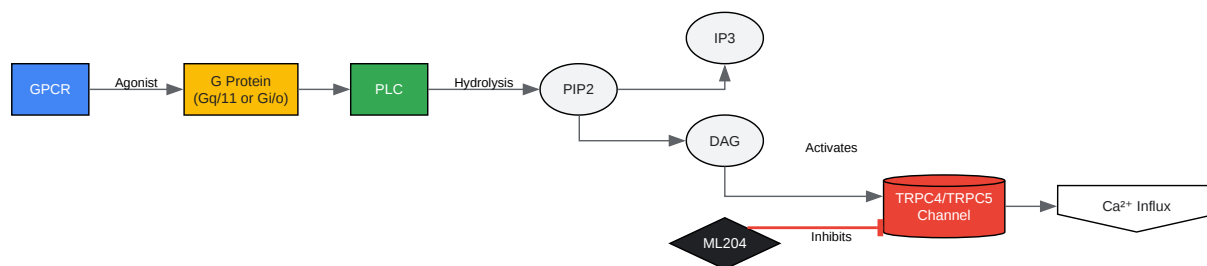 GPCR
Agonist
G Protein
(Gq/11 or Gi/o)
PLC
Hydrolysis
PIP2
IP3
DAG
Activates
TRPC4/TRPC5
Channel
Ca²⁺ Influx
ML204
Inhibits